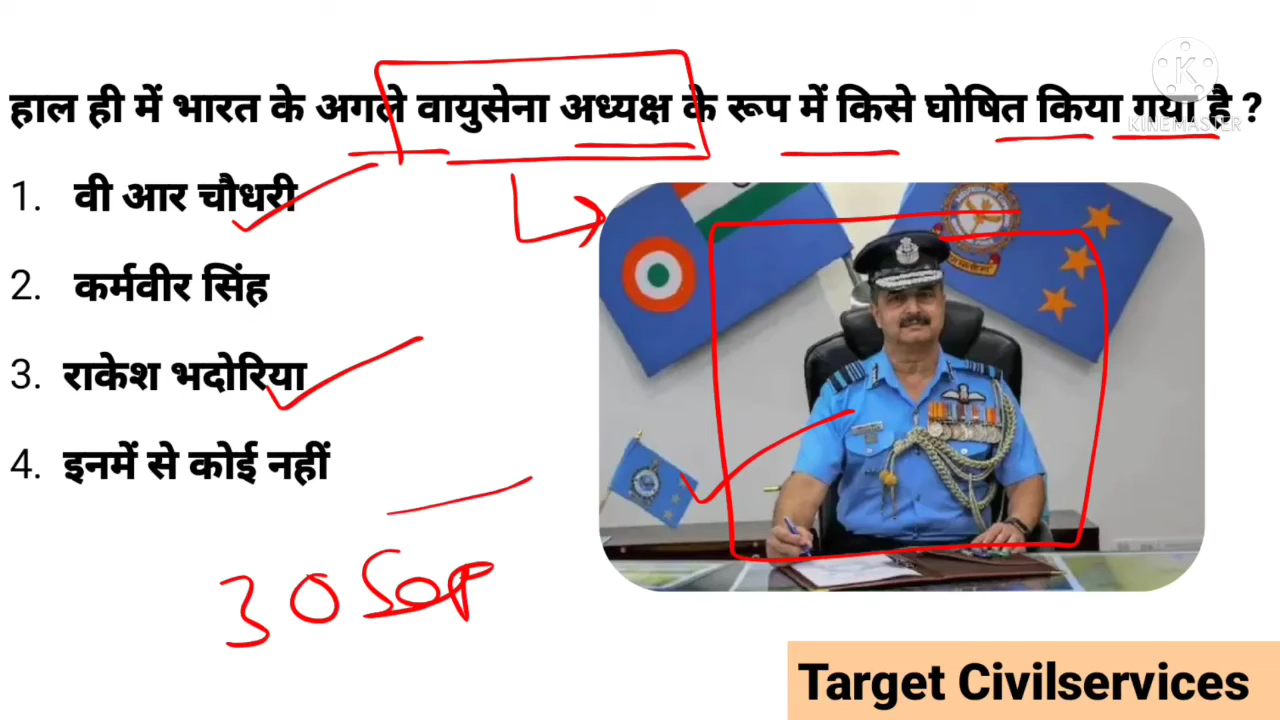 हाल ही में भारत के अगले वायुसेना अध्यक्ष के रूप में किसे घोषित किया गया है ?
K
KINEMASTER
1. वी आर चौधरी
2. कर्मवीर सिंह
3. राकेश भदोरिया
4. इनमें से कोई नहीं
30 Sep
Target Civilservices